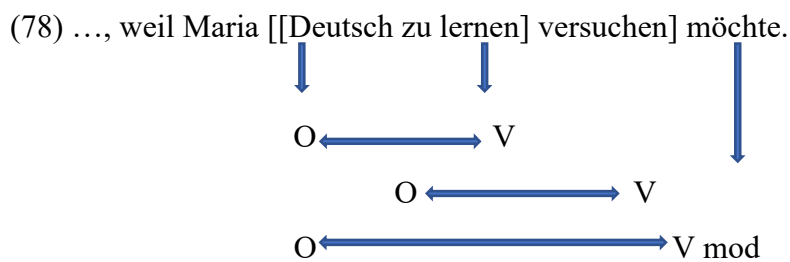 (78) …, weil Maria [[Deutsch zu lernen] versuchen] möchte.
O V
O V
O V mod